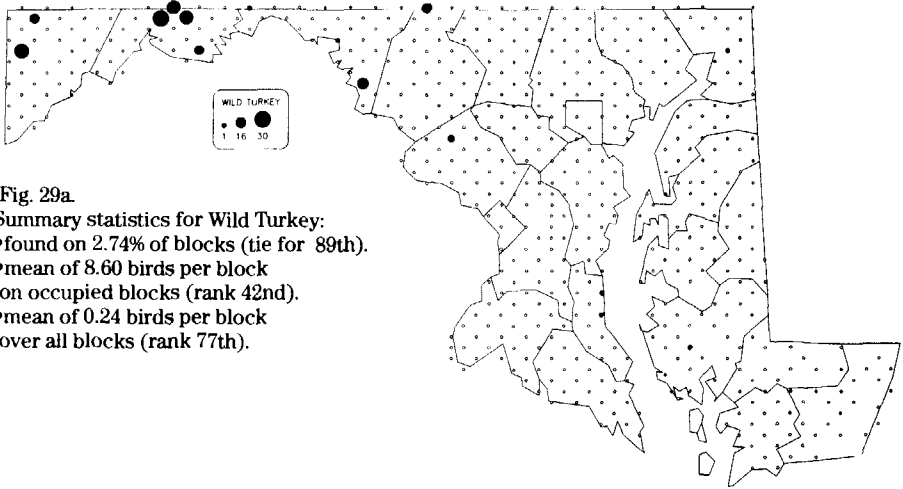 WILD TURKEY
1 16 30
Fig. 29a.
Summary statistics for Wild Turkey:
•found on 2.74% of blocks (tie for 89th).
•mean of 8.60 birds per block
on occupied blocks (rank 42nd).
•mean of 0.24 birds per block
over all blocks (rank 77th).